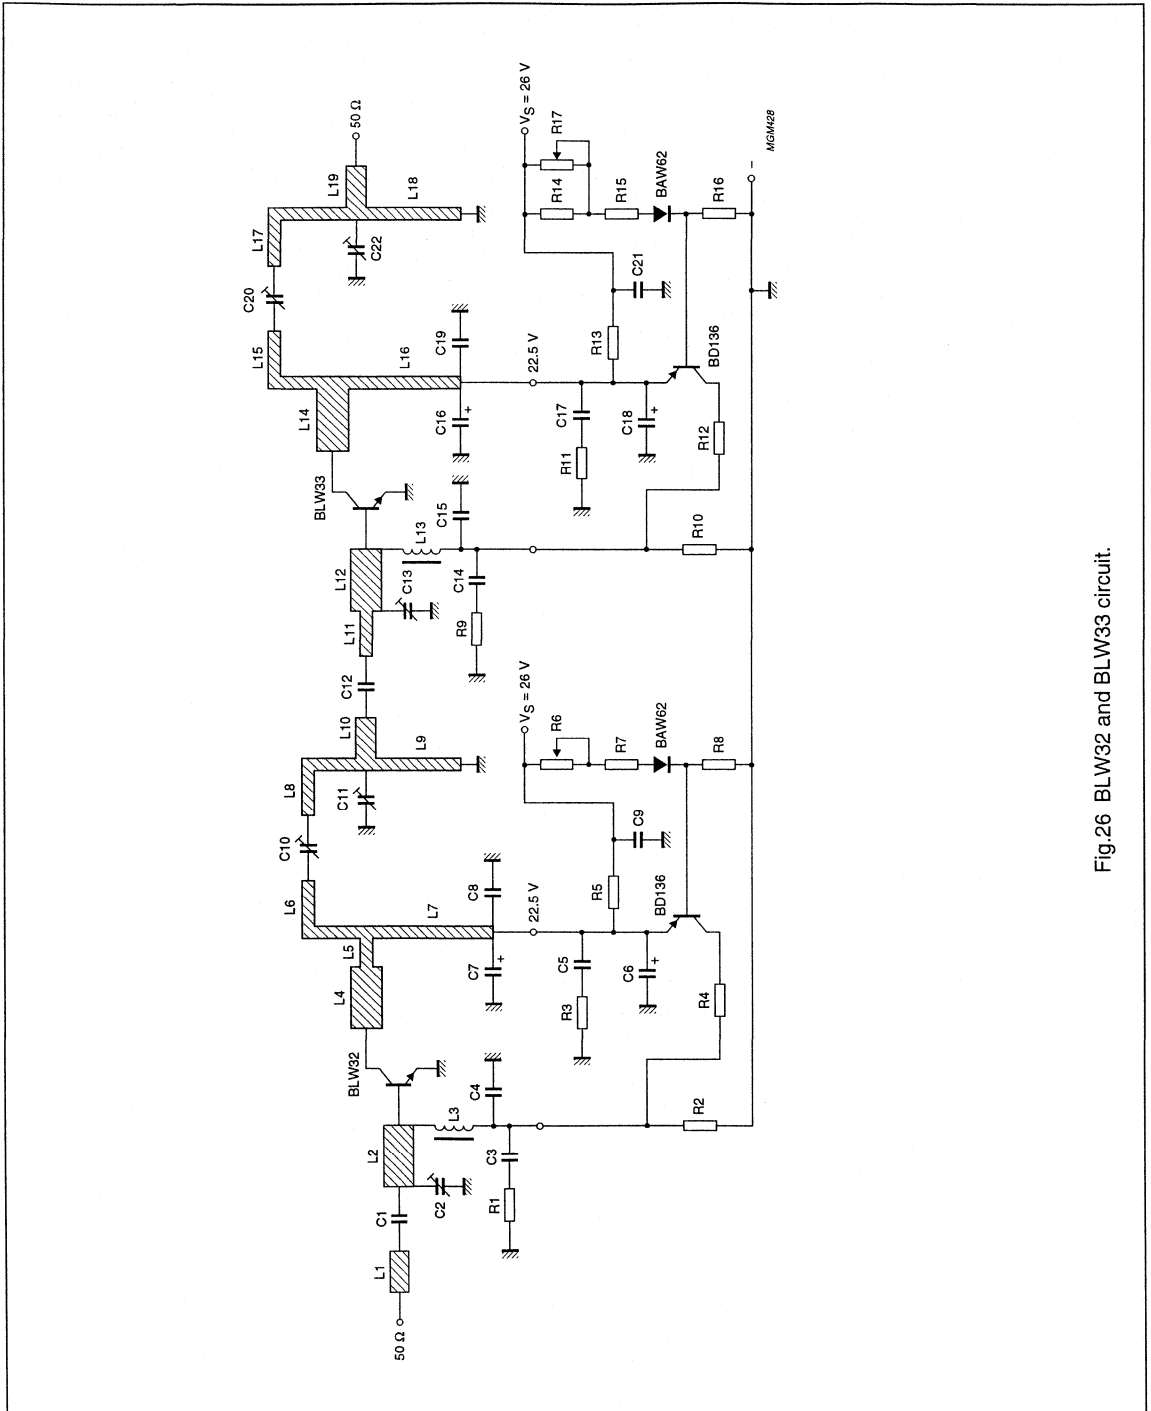 50 Ω
L1
C1
L2
C2
L3
C3
R1
C4
BLW32
L4
L5
L6
L7
C7
+
C8
C10
L8
C11
L9
L10
C12
L11
L12
C13
L13
C14
R9
C15
BLW33
L14
L15
L16
C16
+
C19
C20
L17
C22
L18
L19
50 Ω
22.5 V
C5
R3
C6
+
R5
C9
VS = 26 V
R6
R7
BAW62
R8
BD136
R4
R2
22.5 V
C17
R11
C18
+
R13
C21
VS = 26 V
R17
R14
R15
BAW62
R16
BD136
R12
R10
−
MGM428
Fig.26 BLW32 and BLW33 circuit.